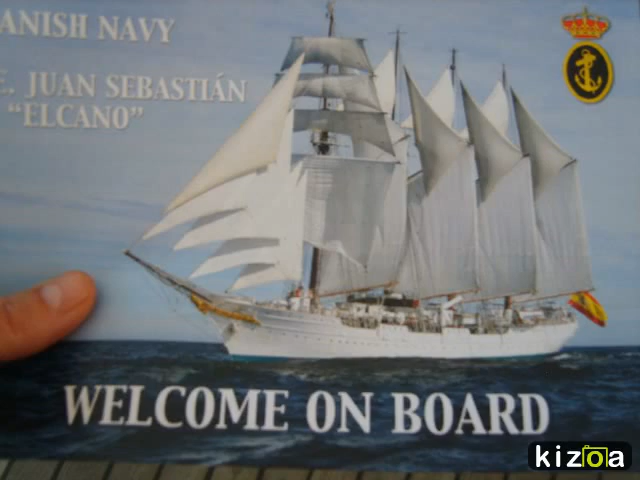 ANISH NAVY
E. JUAN SEBASTIÁN
"ELCANO"
WELCOME ON BOARD
kizoa